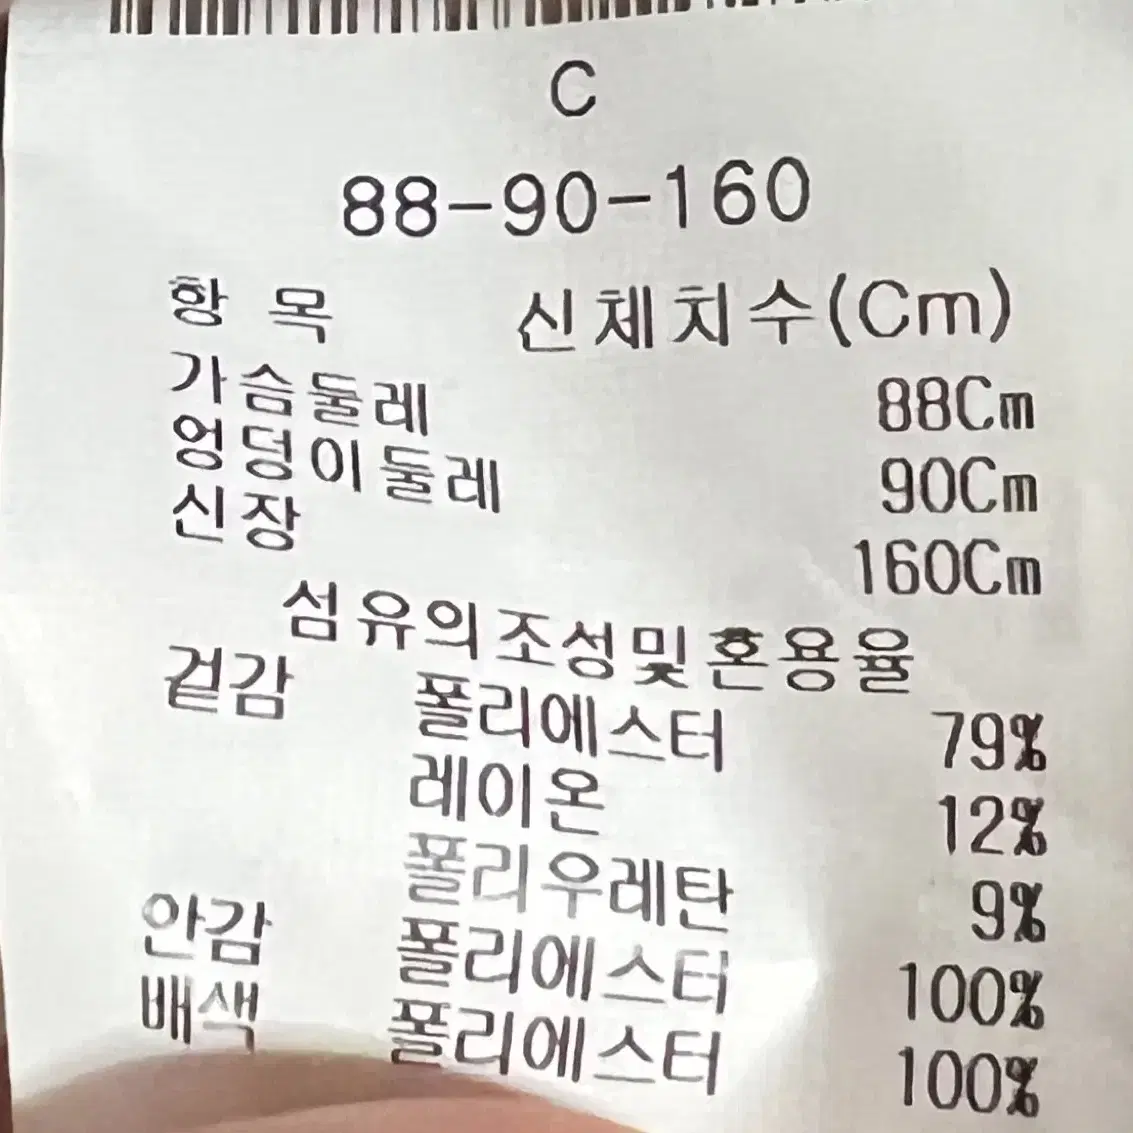 C
88-90-160
항 목 신체치수(Cm)
가슴둘레 88Cm
엉덩이둘레 90Cm
신장 160Cm
섬유의조성및혼용율
겉감 폴리에스터 79%
레이온 12%
폴리우레탄 9%
안감 폴리에스터 100%
배색 폴리에스터 100%